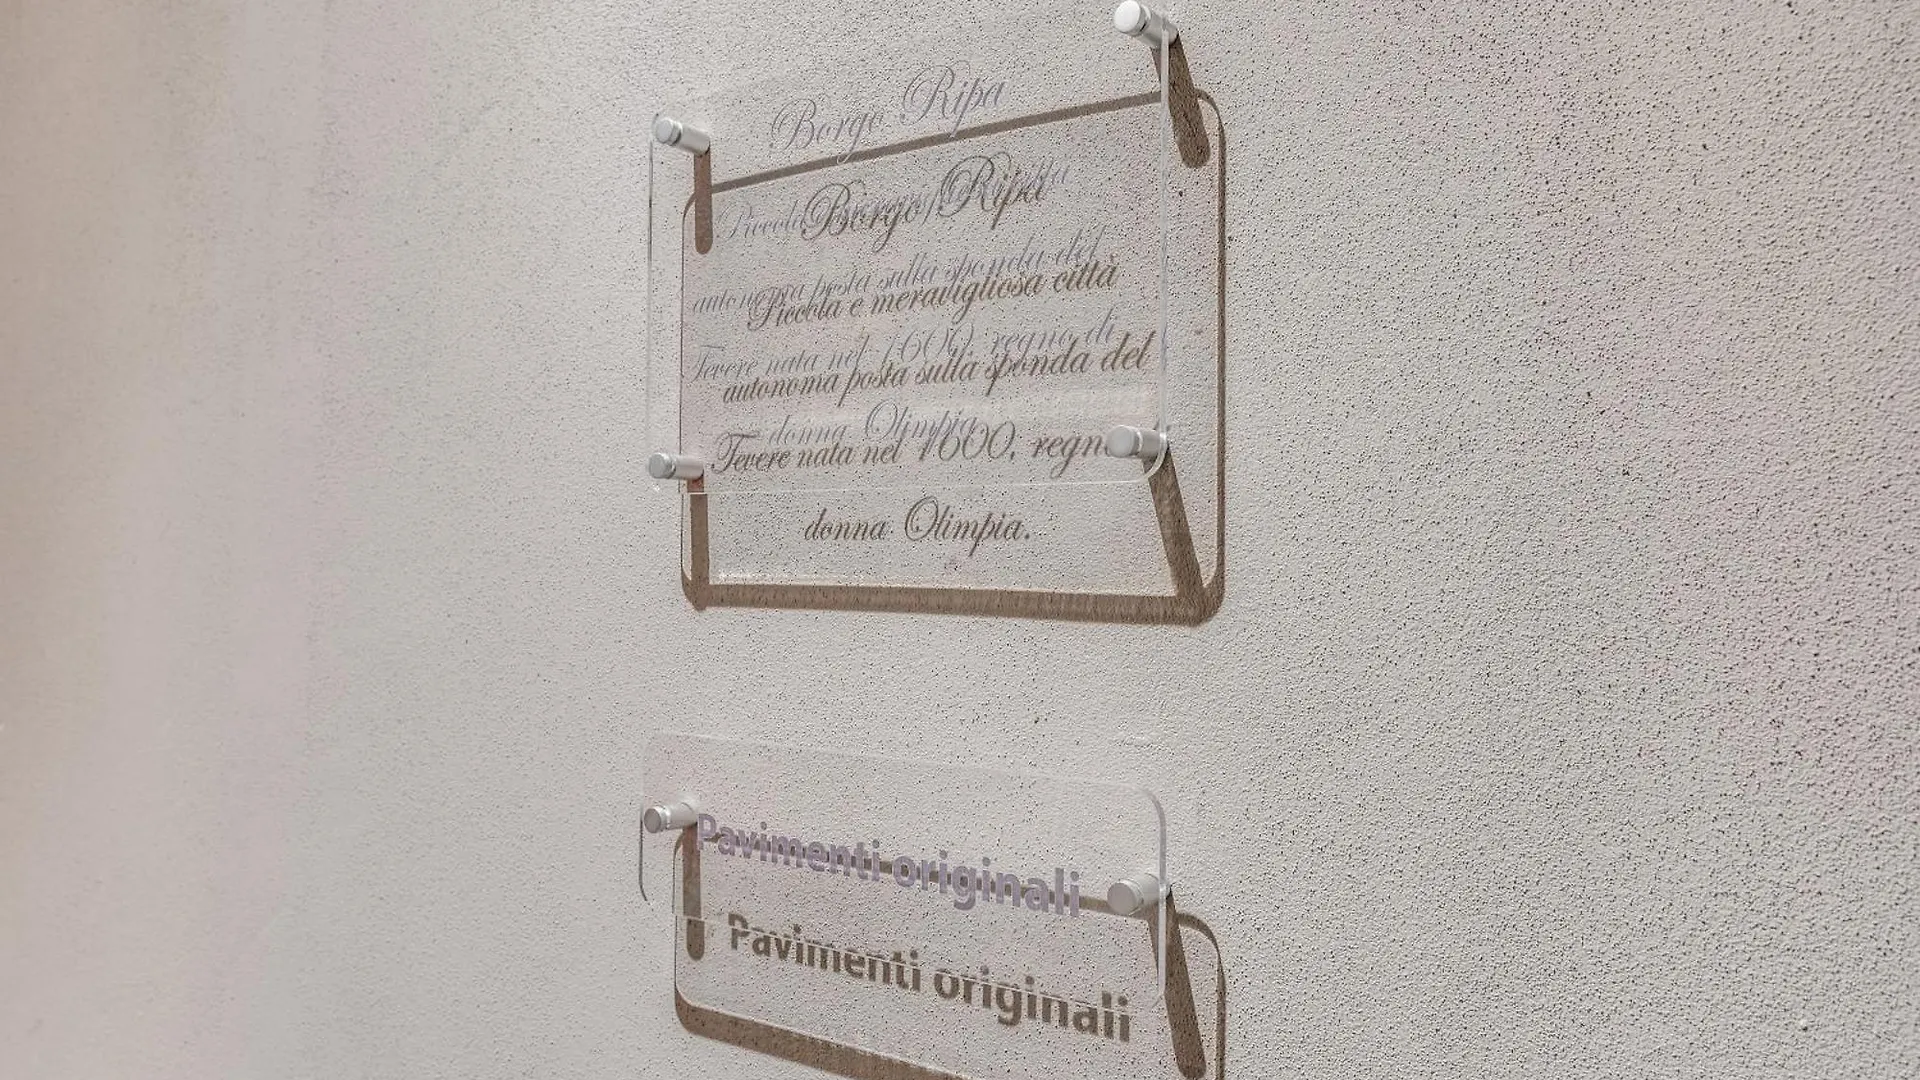 Borgo Ripa
Piccola e meravigliosa città
autonoma posta sulla sponda del
Tevere nata nel 1600, regno di
donna Olimpia.
Pavimenti originali